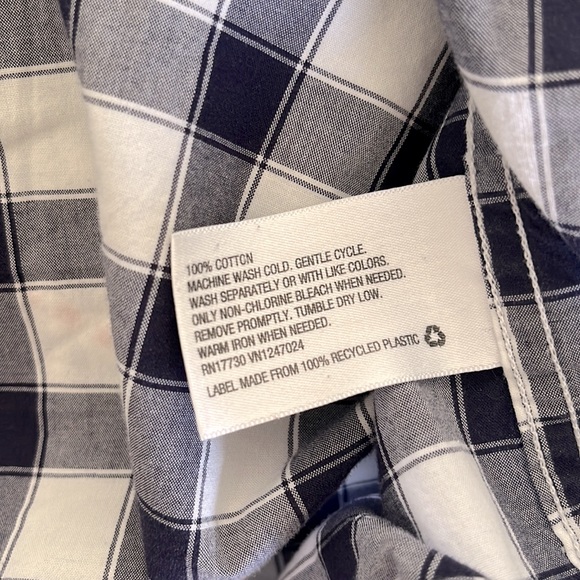 100% COTTON
MACHINE WASH COLD. GENTLE CYCLE.
WASH SEPARATELY OR WITH LIKE COLORS.
ONLY NON-CHLORINE BLEACH WHEN NEEDED.
REMOVE PROMPTLY. TUMBLE DRY LOW.
WARM IRON WHEN NEEDED.
RN17730 VN1247024
LABEL MADE FROM 100% RECYCLED PLASTIC